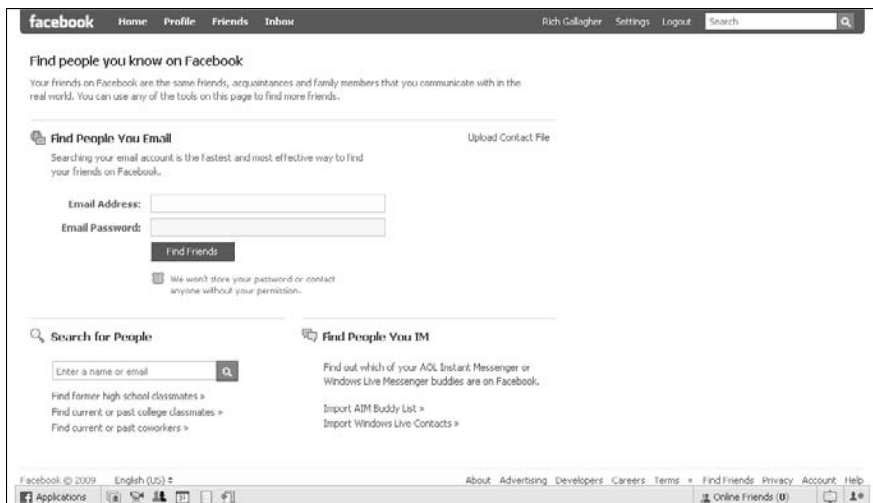 facebook Home Profile Friends Inbox Rich Gallagher Settings Logout Search
Find people you know on Facebook
Your friends on Facebook are the same friends, acquaintances and family members that you communicate with in the
real world. You can use any of the tools on this page to find more friends.
Find People You Email Upload Contact File
Searching your email account is the fastest and most effective way to find
your friends on Facebook.
Email Address:
Email Password:
Find Friends
We won't store your password or contact
anyone without your permission.
Search for People
Enter a name or email
Find former high school classmates »
Find current or past college classmates »
Find current or past coworkers »
Find People You IM
Find out which of your AOL Instant Messenger or
Windows Live Messenger buddies are on Facebook.
Import AIM Buddy List »
Import Windows Live Contacts »
Facebook © 2009 English (US) About Advertising Developers Careers Terms Find Friends Privacy Account Help
Applications 31 Online Friends (0)